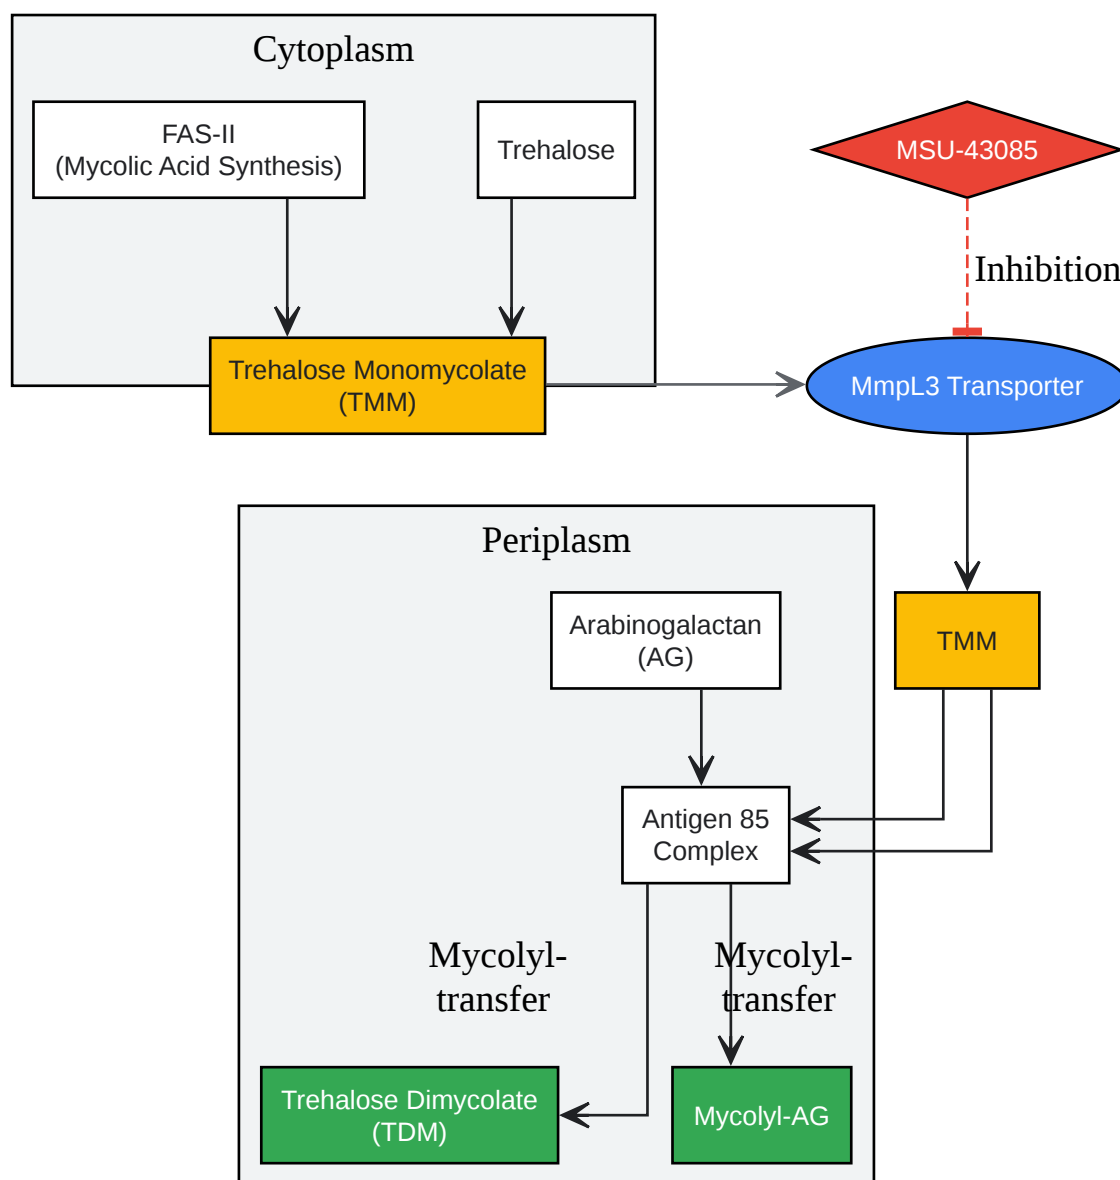 Cytoplasm
FAS-II
(Mycolic Acid Synthesis)
Trehalose
MSU-43085
Inhibition
Trehalose Monomycolate
(TMM)
MmpL3 Transporter
Periplasm
Arabinogalactan
(AG)
TMM
Antigen 85
Complex
Mycolyl-
transfer
Mycolyl-
transfer
Trehalose Dimycolate
(TDM)
Mycolyl-AG